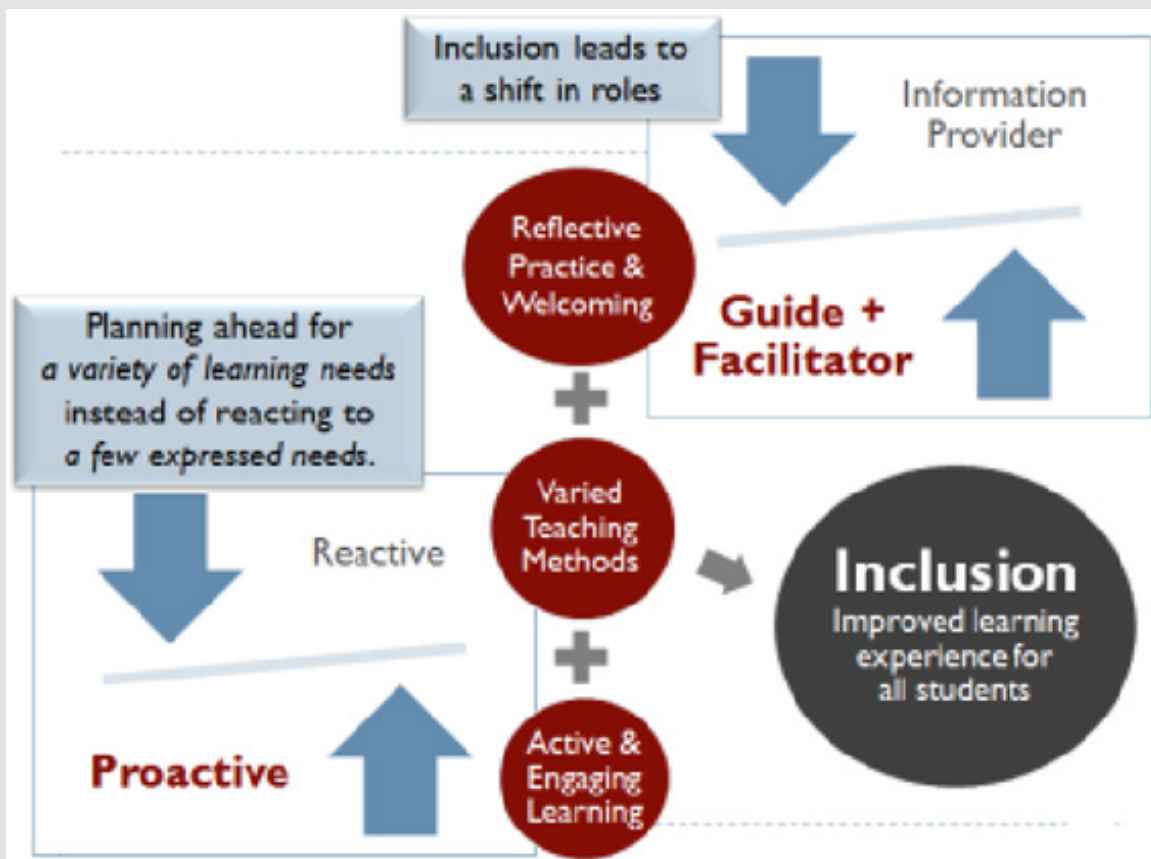 Inclusion leads to
a shift in roles
Information
Provider
Guide +
Facilitator
Reflective
Practice &
Welcoming
Planning ahead for
a variety of learning needs
instead of reacting to
a few expressed needs.
Reactive
Proactive
Varied
Teaching
Methods
Active &
Engaging
Learning
Inclusion
Improved learning
experience for
all students